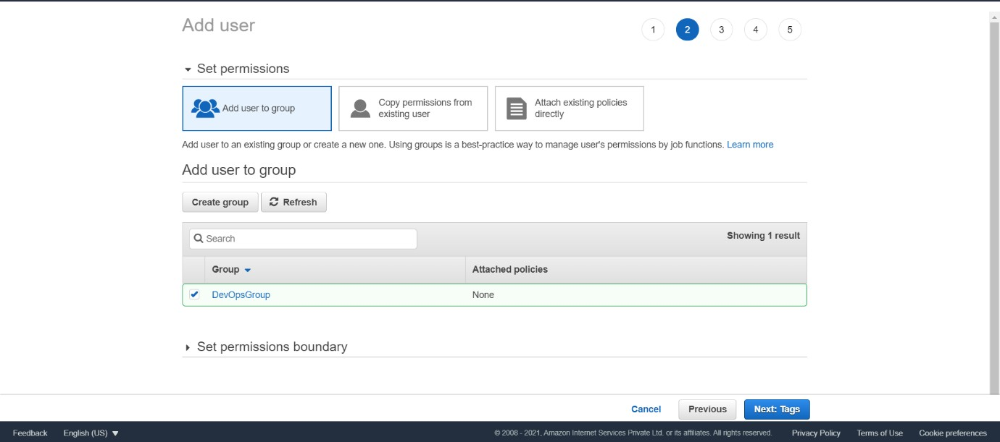 Add user
1 2 3 4 5
Set permissions
Add user to group
Copy permissions from
existing user
Attach existing policies
directly
Add user to an existing group or create a new one. Using groups is a best-practice way to manage user's permissions by job functions. Learn more
Add user to group
Create group Refresh
Search Showing 1 result
Group Attached policies
DevOpsGroup None
Set permissions boundary
Cancel Previous Next: Tags
Feedback English (US) © 2008 - 2021, Amazon Internet Services Private Ltd. or its affiliates. All rights reserved. Privacy Policy Terms of Use Cookie preferences